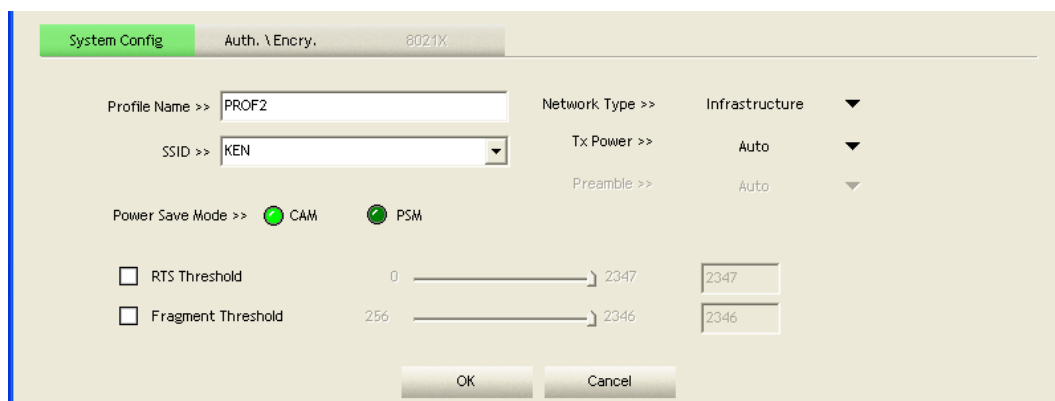 System Config Auth. \ Encry. 8021X
Profile Name >> PROF2 Network Type >> Infrastructure
SSID >> KEN Tx Power >> Auto
Preamble >> Auto
Power Save Mode >> CAM PSM
RTS Threshold 0 2347 2347
Fragment Threshold 256 2346 2346
OK Cancel